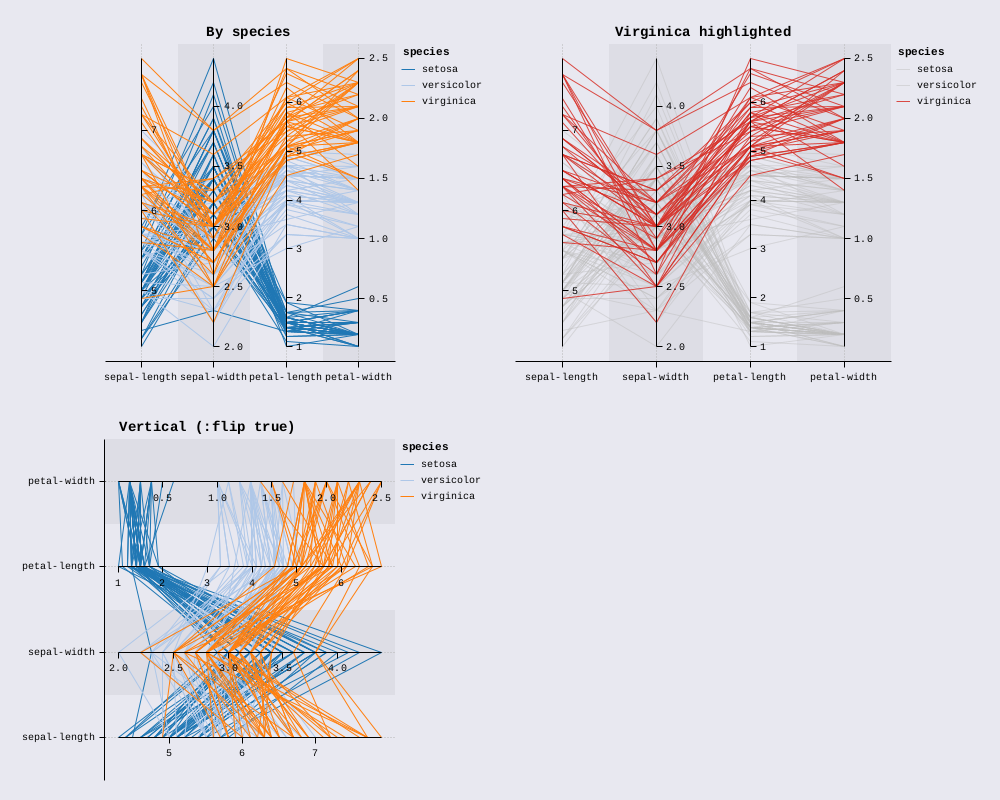 By species
species
setosa
versicolor
virginica
7
6
5
4.0
3.5
3.0
2.5
2.0
6
5
4
3
2
1
2.5
2.0
1.5
1.0
0.5
sepal-length sepal-width petal-length petal-width
Virginica highlighted
species
setosa
versicolor
virginica
7
6
5
4.0
3.5
3.0
2.5
2.0
6
5
4
3
2
1
2.5
2.0
1.5
1.0
0.5
sepal-length sepal-width petal-length petal-width
Vertical (:flip true)
species
setosa
versicolor
virginica
petal-width
0.5 1.0 1.5 2.0 2.5
petal-length
1 2 3 4 5 6
sepal-width
2.0 2.5 3.0 3.5 4.0
sepal-length
5 6 7